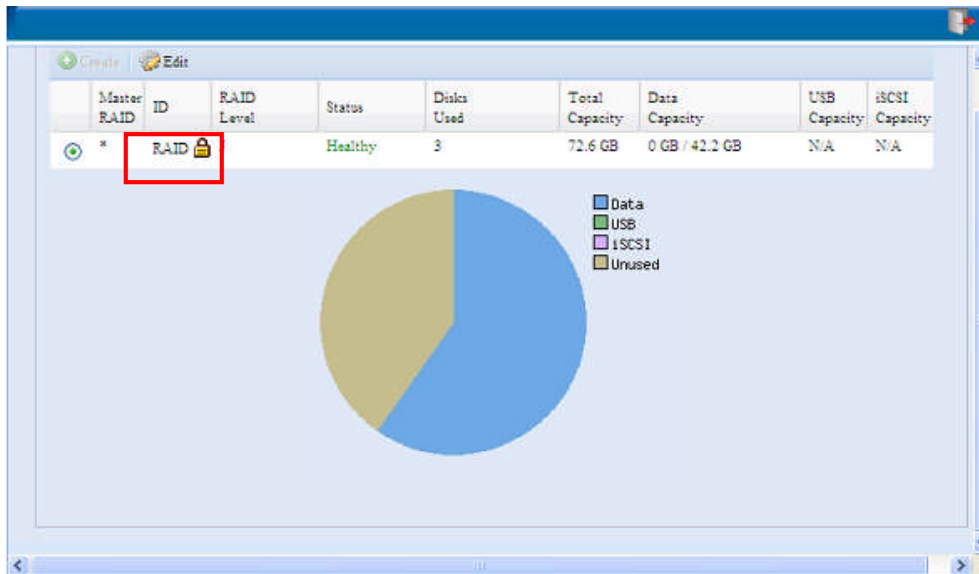 Create Edit
Master RAID ID RAID Level Status Disks Used Total Capacity Data Capacity USB Capacity iSCSI Capacity
* RAID Healthy 3 72.6 GB 0 GB / 42.2 GB N/A N/A
Data
USB
iSCSI
Unused